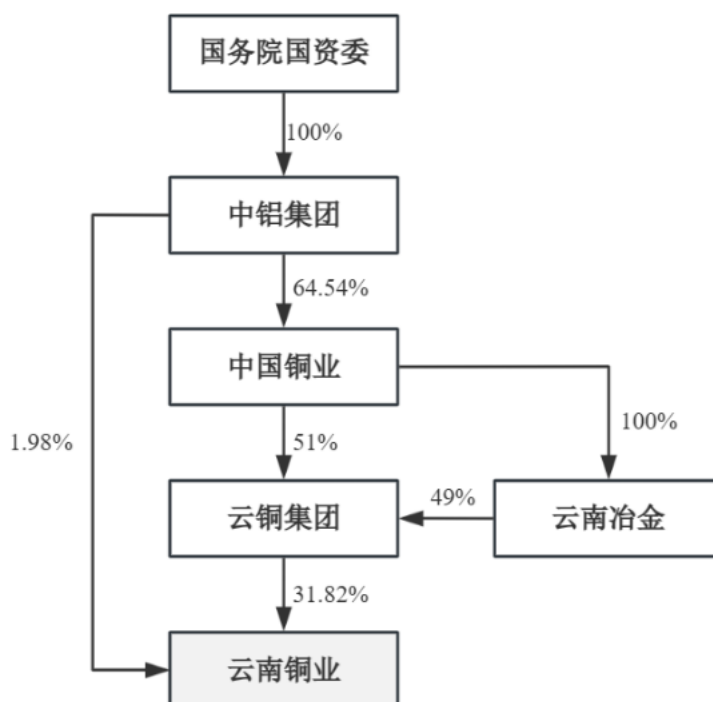 国务院国资委
100%
中铝集团
64.54%
中国铜业
1.98%
51%
100%
云铜集团
49%
云南冶金
31.82%
云南铜业